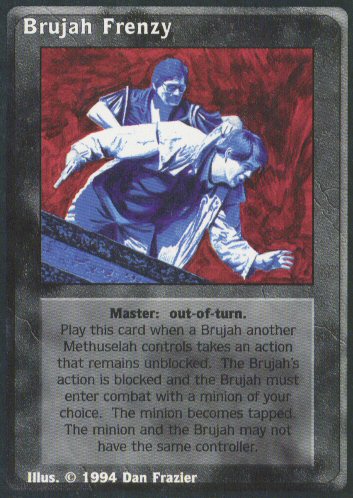 Brujah Frenzy
Master: out-of-turn.
Play this card when a Brujah another
Methuselah controls takes an action
that remains unblocked. The Brujah's
action is blocked and the Brujah must
enter combat with a minion of your
choice. The minion becomes tapped.
The minion and the Brujah may not
have the same controller.
Illus. © 1994 Dan Frazier